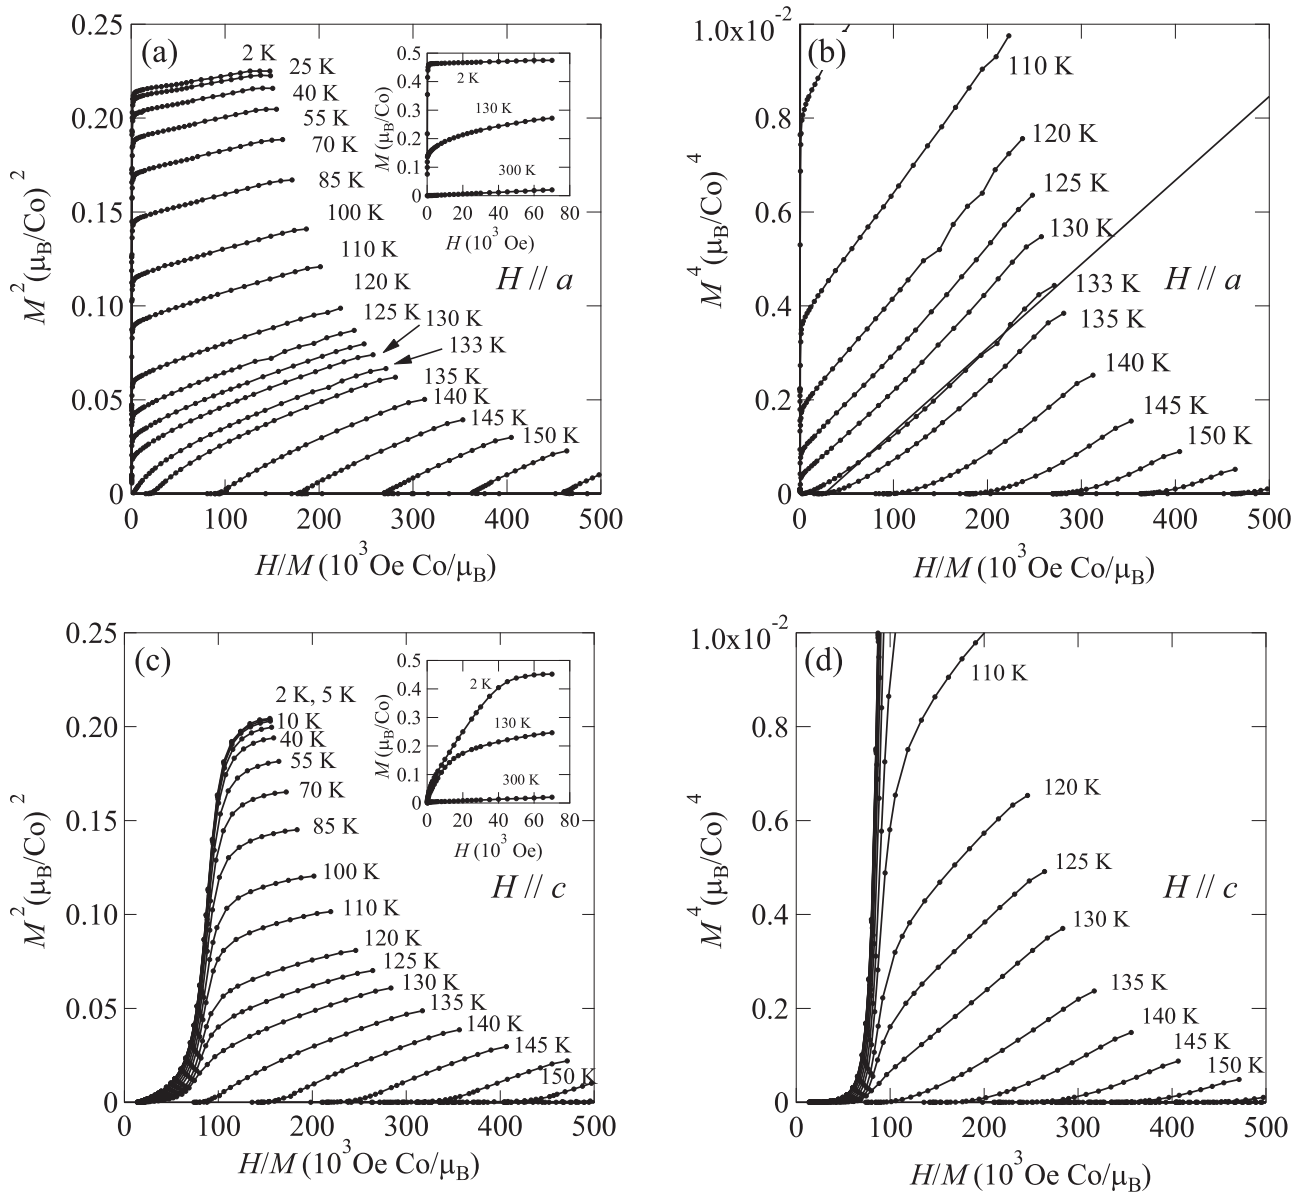 (a)
0.25
0.20
0.15
0.10
0.05
0
M² (μB/Co)²
2 K
25 K
40 K
55 K
70 K
85 K
100 K
110 K
120 K
125 K
130 K
133 K
135 K
140 K
145 K
150 K
H // a
0 100 200 300 400 500
H/M (10³ Oe Co/μB)
0.5
0.4
0.3
0.2
0.1
0
M (μB/Co)
2 K
130 K
300 K
0 20 40 60 80
H (10³ Oe)
(b)
1.0x10⁻²
0.8
0.6
0.4
0.2
0
M⁴ (μB/Co)⁴
110 K
120 K
125 K
130 K
133 K
135 K
140 K
145 K
150 K
H // a
0 100 200 300 400 500
H/M (10³ Oe Co/μB)
(c)
0.25
0.20
0.15
0.10
0.05
0
M² (μB/Co)²
2 K, 5 K
10 K
40 K
55 K
70 K
85 K
100 K
110 K
120 K
125 K
130 K
135 K
140 K
145 K
150 K
H // c
0 100 200 300 400 500
H/M (10³ Oe Co/μB)
0.5
0.4
0.3
0.2
0.1
0
M (μB/Co)
2 K
130 K
300 K
0 20 40 60 80
H (10³ Oe)
(d)
1.0x10⁻²
0.8
0.6
0.4
0.2
0
M⁴ (μB/Co)⁴
110 K
120 K
125 K
130 K
135 K
140 K
145 K
150 K
H // c
0 100 200 300 400 500
H/M (10³ Oe Co/μB)